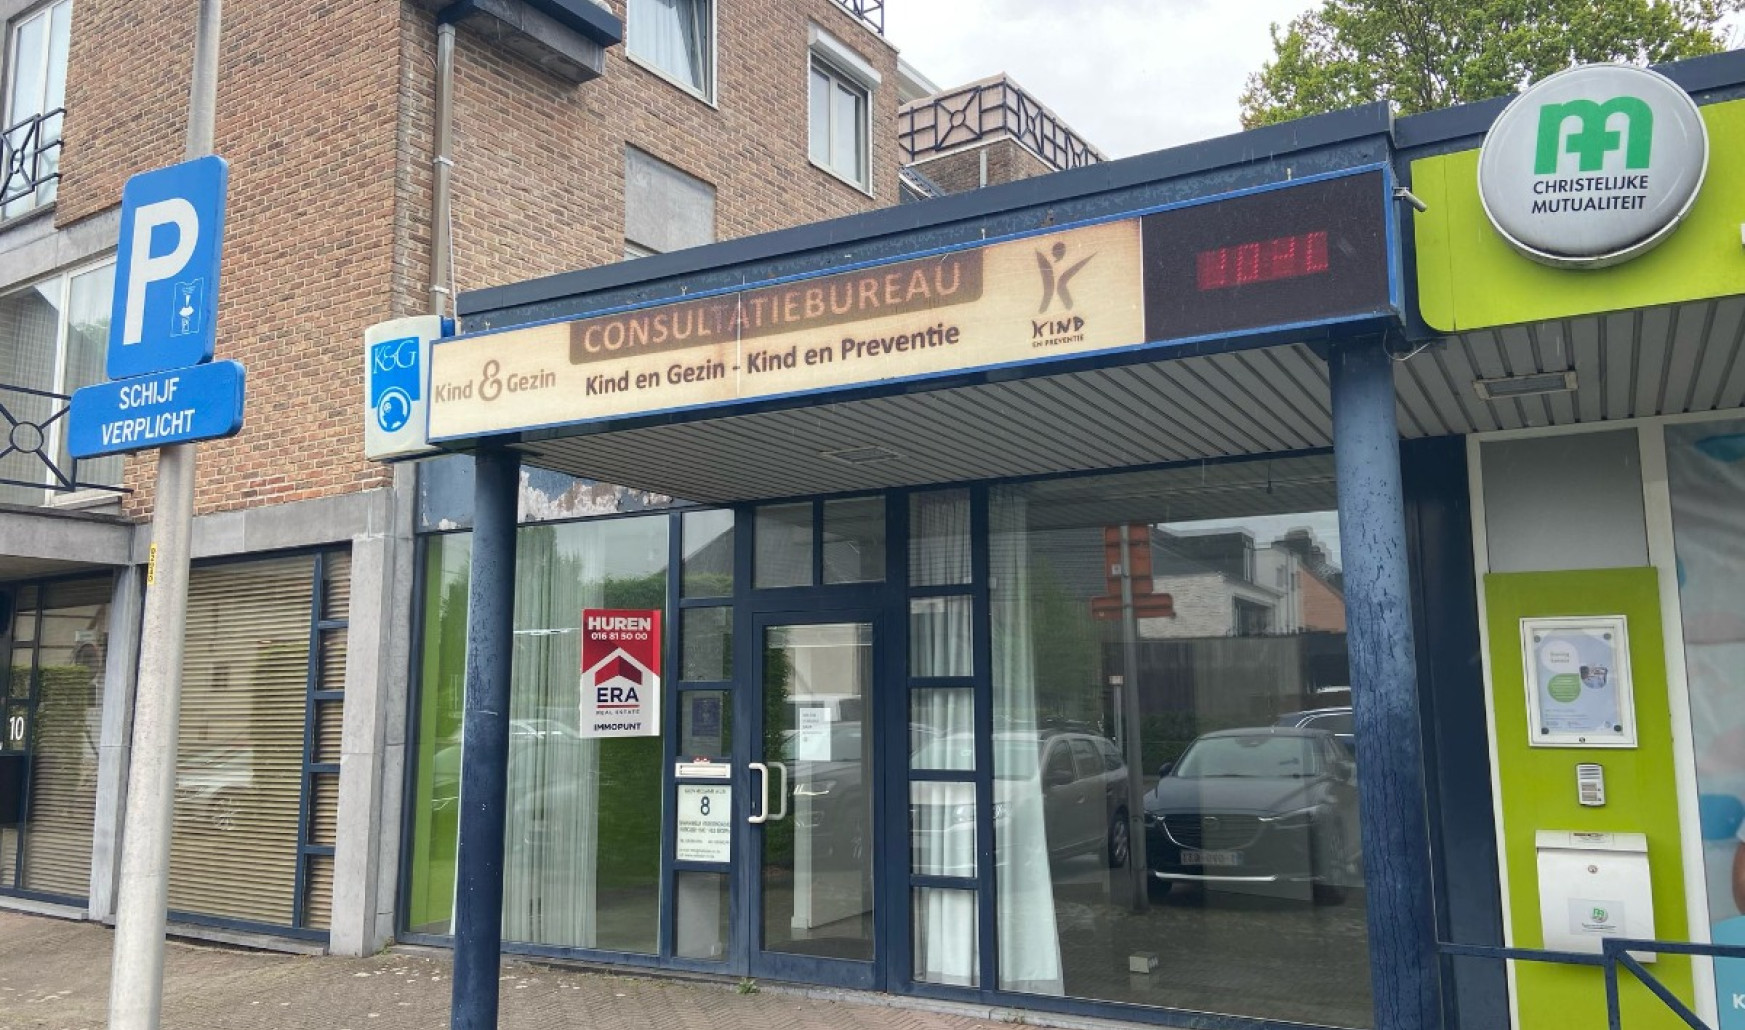 P
SCHIJF
VERPLICHT
K&G
Kind & Gezin
CONSULTATIEBUREAU
Kind en Gezin - Kind en Preventie
KIND
EN PREVENTIE
CHRISTELIJKE
MUTUALITEIT
HUREN
016 81 50 00
ERA
REAL ESTATE
IMMOPUNT
10
8